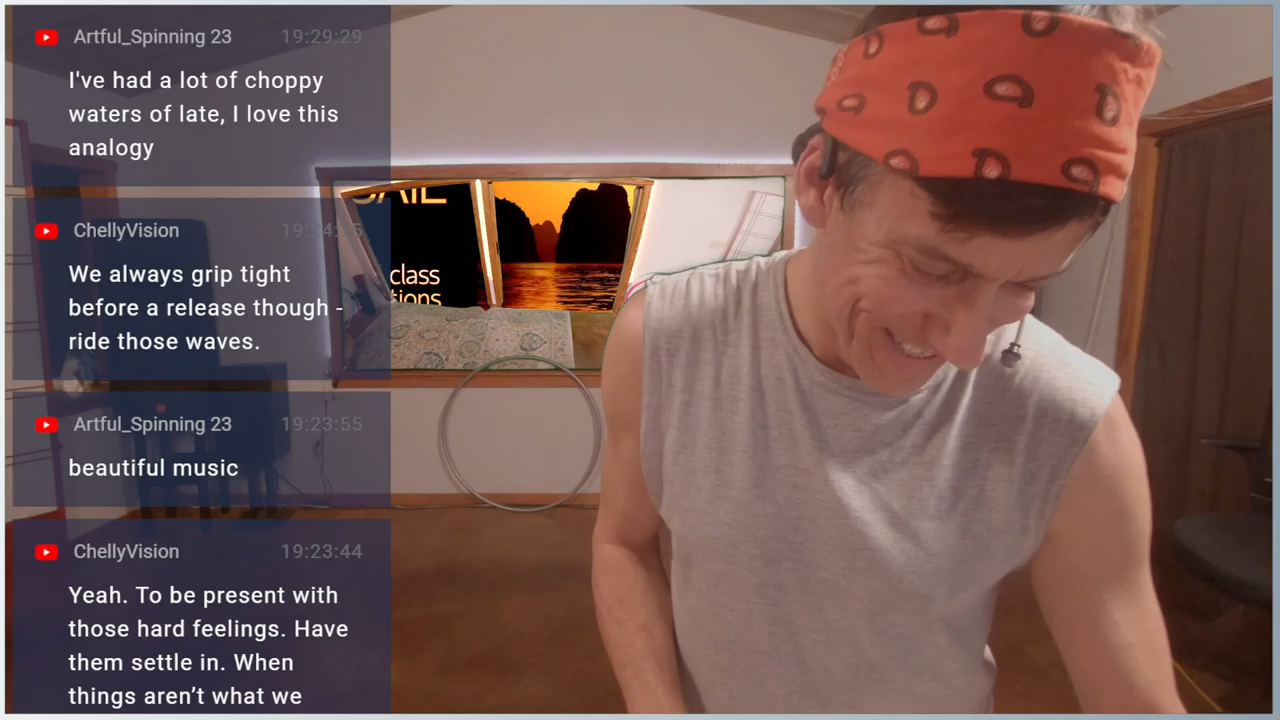 Artful_Spinning 23 19:29:29
I've had a lot of choppy
waters of late, I love this
analogy
ChellyVision
We always grip tight
before a release though -
ride those waves.
Artful_Spinning 23 19:23:55
beautiful music
ChellyVision 19:23:44
Yeah. To be present with
those hard feelings. Have
them settle in. When
things aren’t what we
class